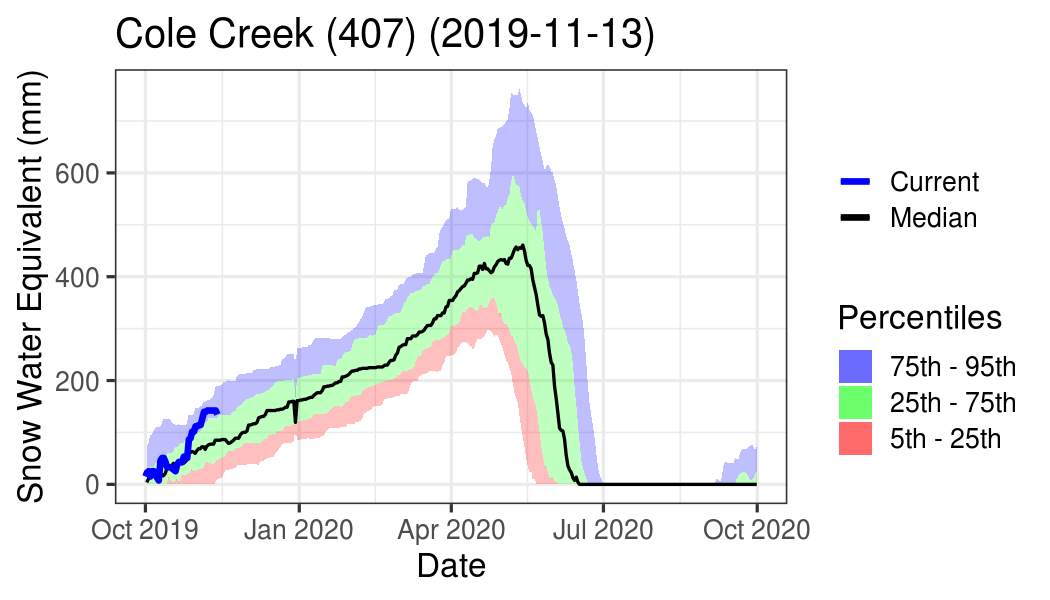 Cole Creek (407) (2019-11-13)
Snow Water Equivalent (mm)
600
400
200
0
Oct 2019
Jan 2020
Apr 2020
Jul 2020
Oct 2020
Date
Current
Median
Percentiles
75th - 95th
25th - 75th
5th - 25th